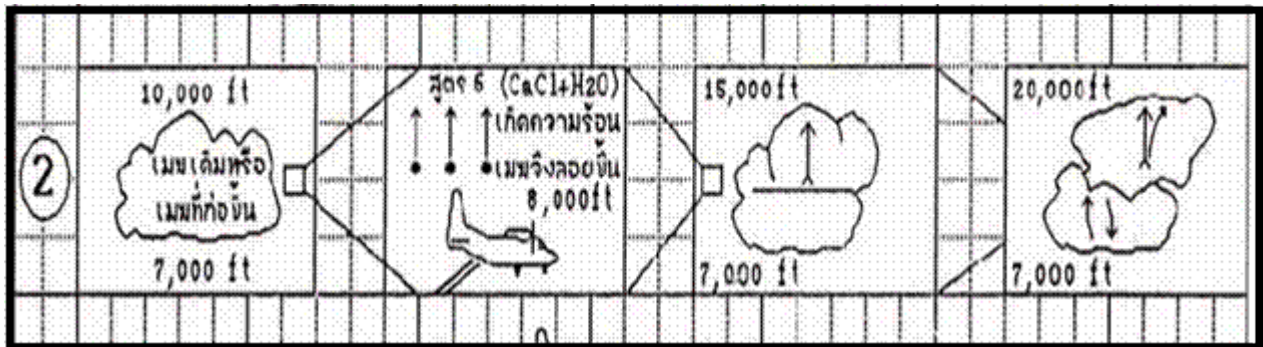 2
10,000 ft
เมฆเดิมหรือ
เมฆที่ก่อขึ้น
7,000 ft
สูตร 6 (CaCl+H2O)
เกิดความร้อน
เมฆจึงลอยขึ้น
8,000ft
15,000ft
7,000 ft
20,000ft
7,000 ft